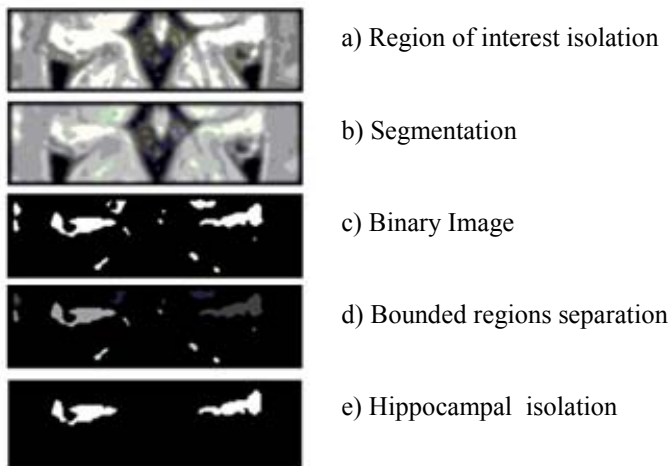 a) Region of interest isolation
b) Segmentation
c) Binary Image
d) Bounded regions separation
e) Hippocampal isolation